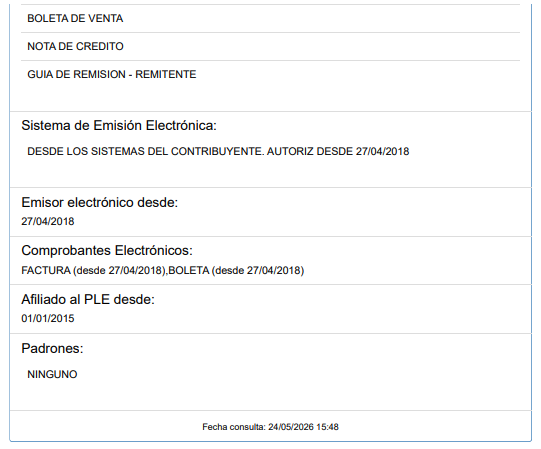 BOLETA DE VENTA
NOTA DE CREDITO
GUIA DE REMISION - REMITENTE
Sistema de Emisión Electrónica:
DESDE LOS SISTEMAS DEL CONTRIBUYENTE. AUTORIZ DESDE 27/04/2018
Emisor electrónico desde:
27/04/2018
Comprobantes Electrónicos:
FACTURA (desde 27/04/2018),BOLETA (desde 27/04/2018)
Afiliado al PLE desde:
01/01/2015
Padrones:
NINGUNO
Fecha consulta: 24/05/2026 15:48